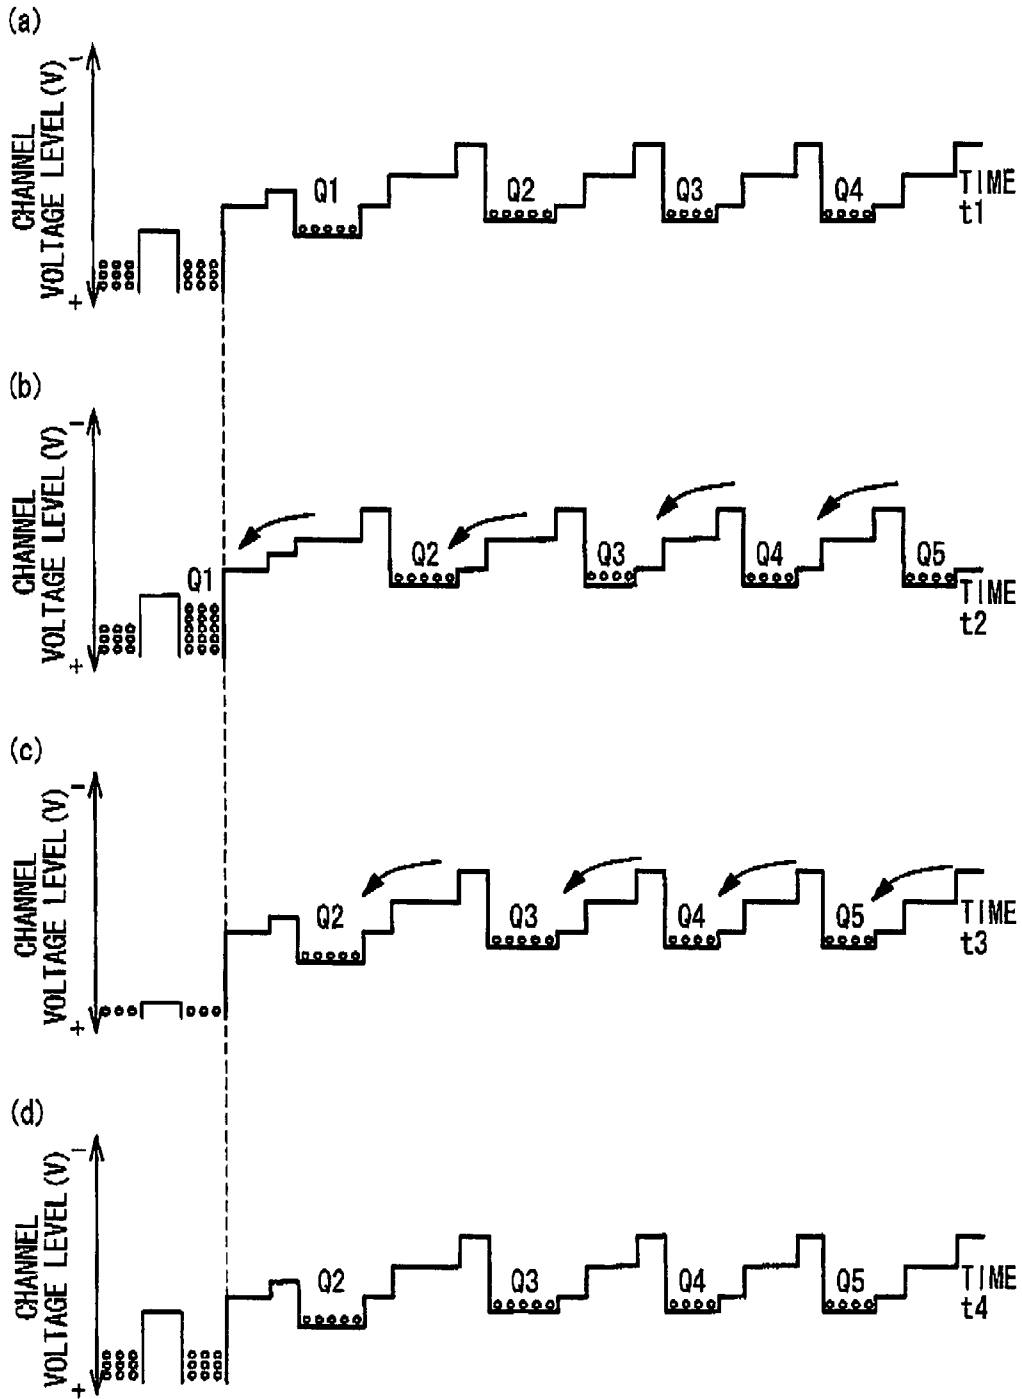 (a)
−
CHANNEL
VOLTAGE LEVEL(V)
+
Q1
Q2
Q3
Q4
TIME
t1
(b)
−
CHANNEL
VOLTAGE LEVEL(V)
+
Q1
Q2
Q3
Q4
Q5
TIME
t2
(c)
−
CHANNEL
VOLTAGE LEVEL(V)
+
Q2
Q3
Q4
Q5
TIME
t3
(d)
−
CHANNEL
VOLTAGE LEVEL(V)
+
Q2
Q3
Q4
Q5
TIME
t4